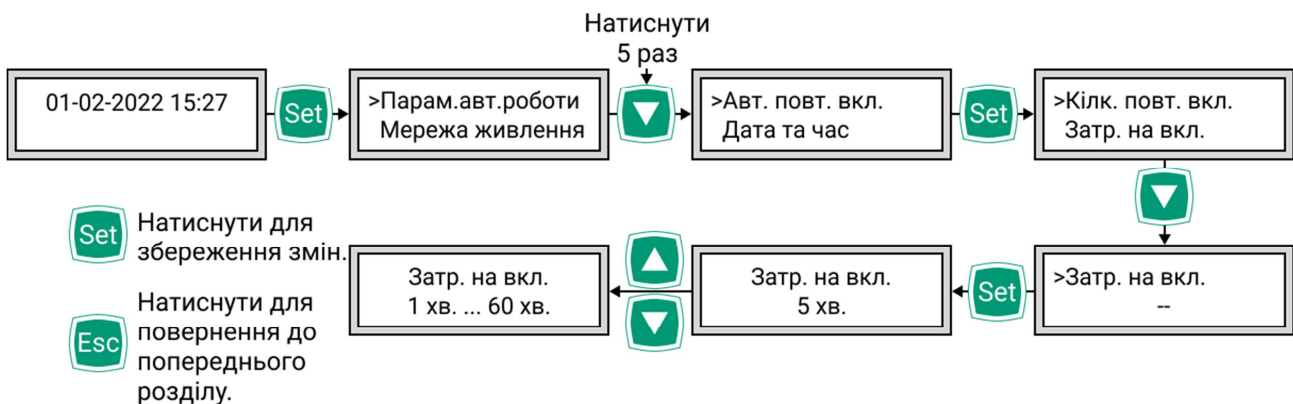 Натиснути
5 раз
01-02-2022 15:27
Set
>Парам.авт.роботи
Мережа живлення
>Авт. повт. вкл.
Дата та час
Set
>Кілк. повт. вкл.
Затр. на вкл.
Set
Натиснути для
збереження змін.
Затр. на вкл.
1 хв. ... 60 хв.
Затр. на вкл.
5 хв.
Set
>Затр. на вкл.
--
Esc
Натиснути для
повернення до
попереднього
розділу.